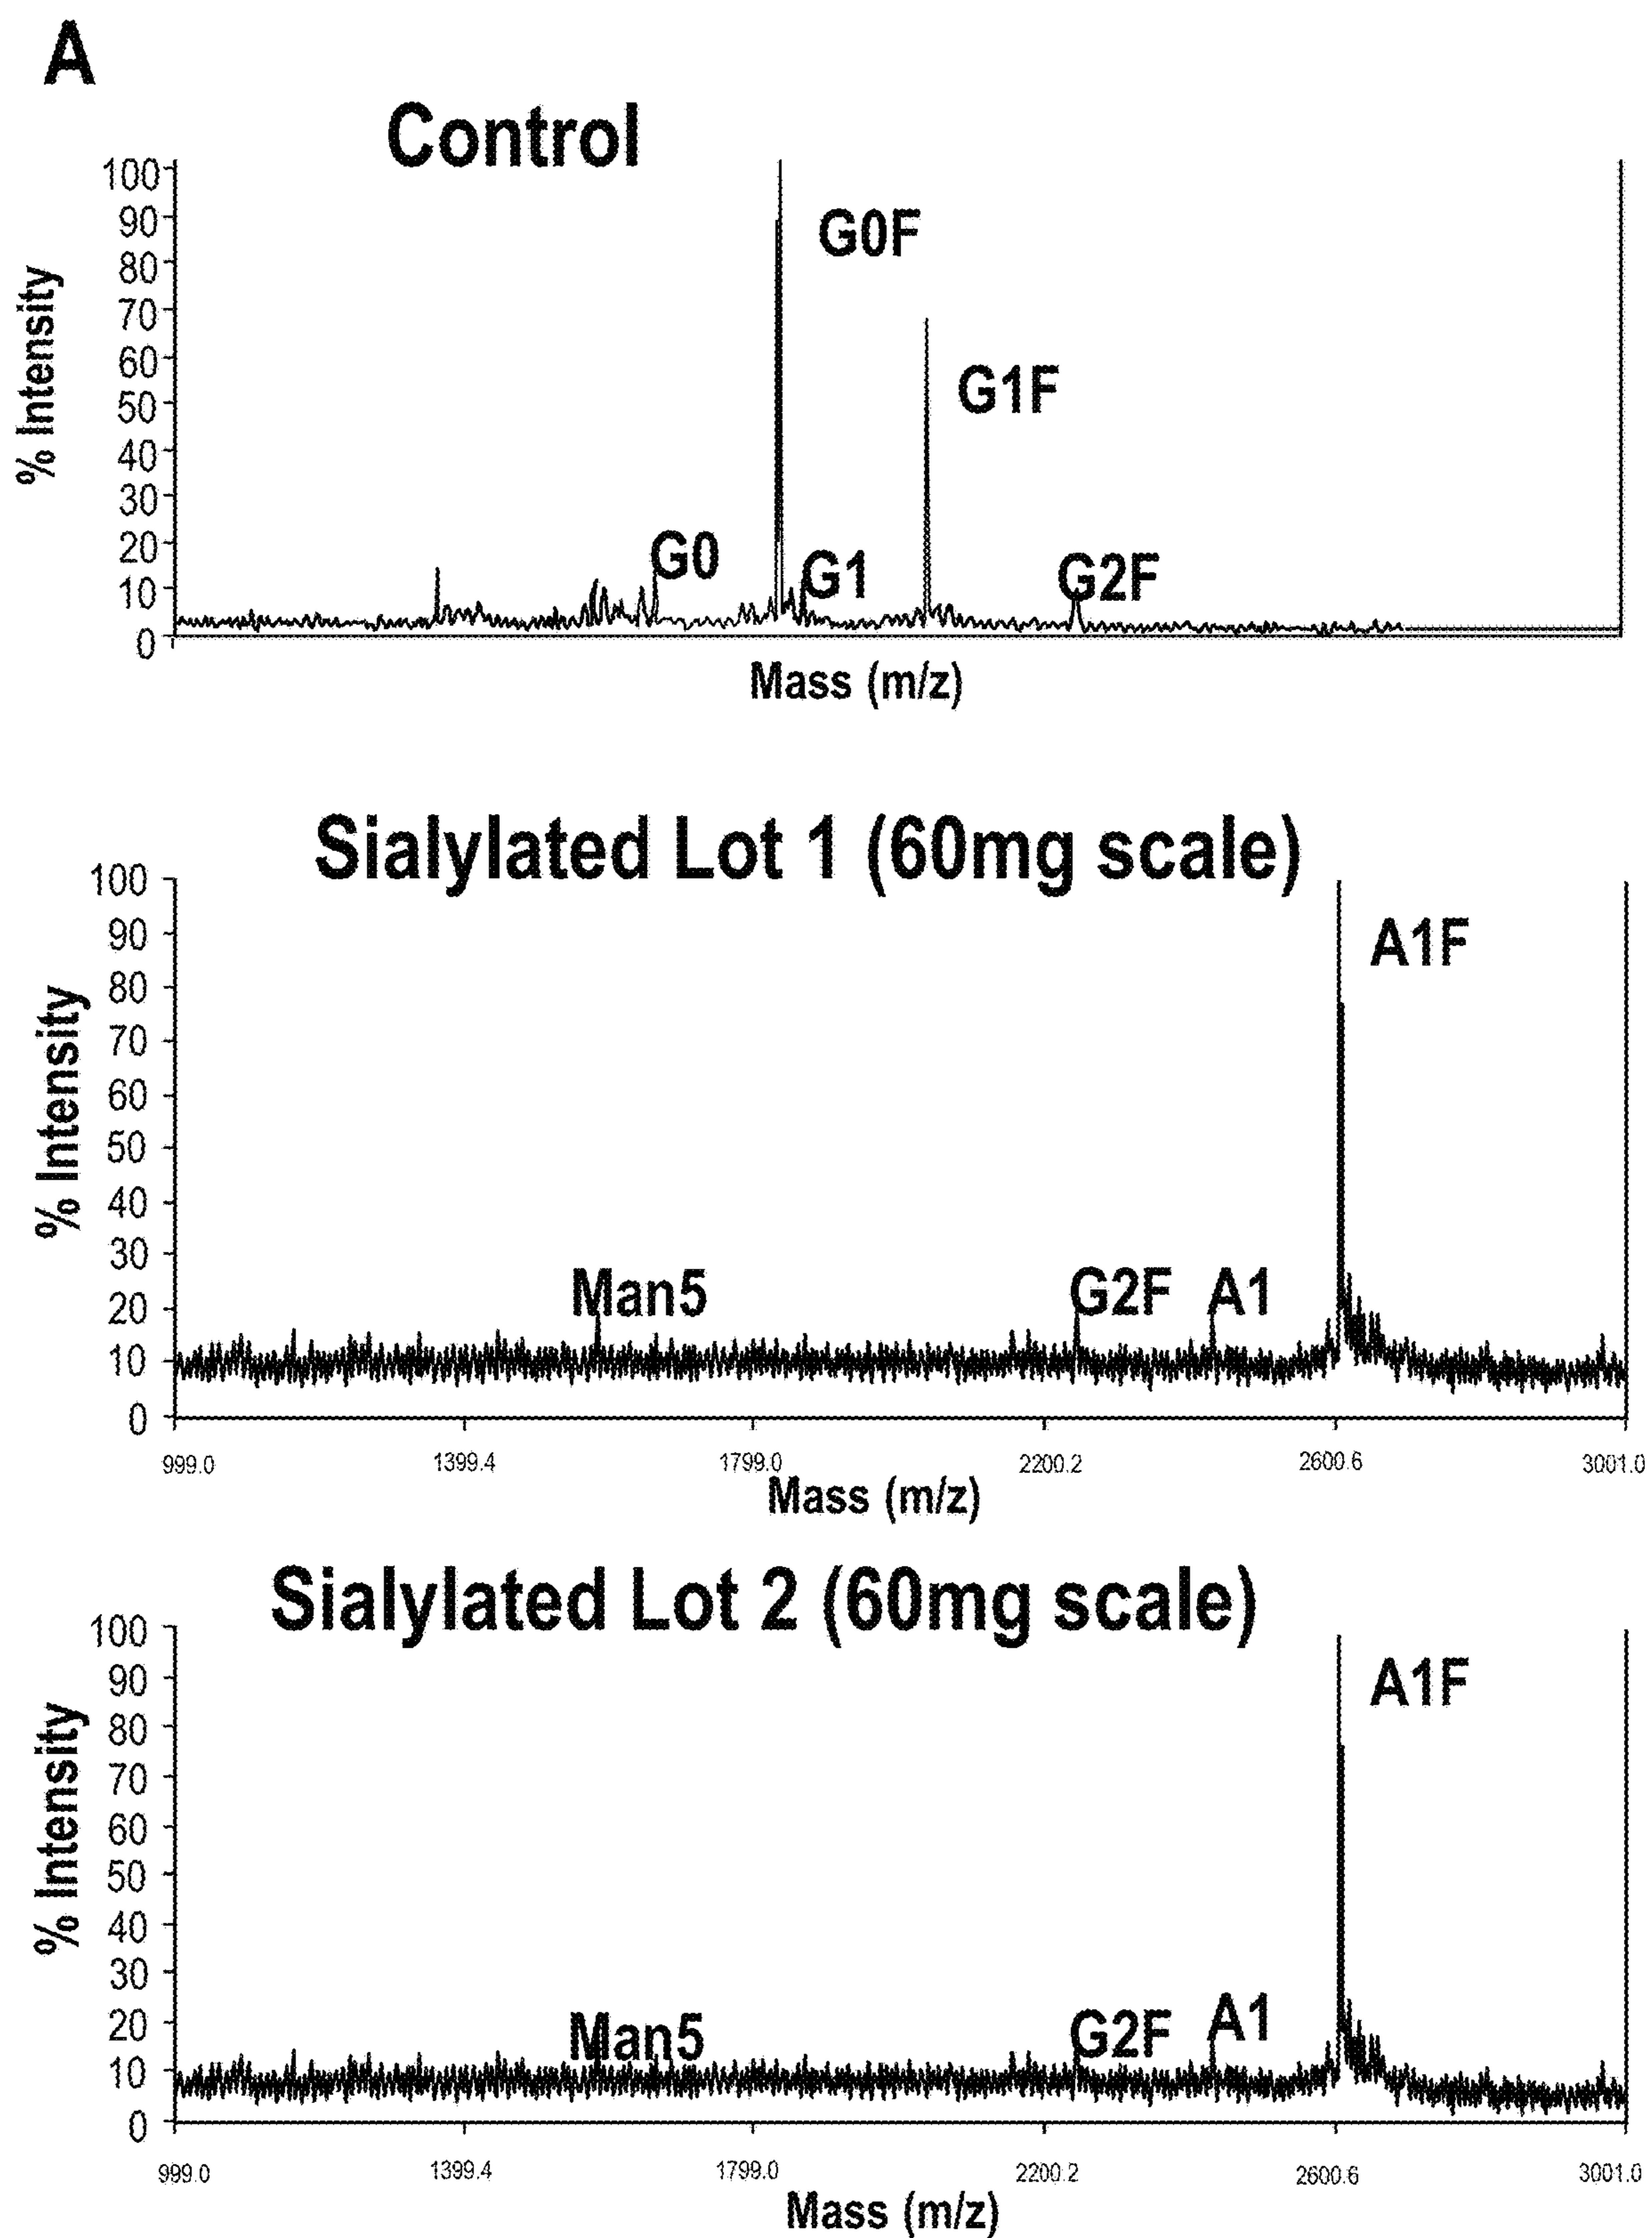 A
Control
100
90
80
70
60
50
40
30
20
10
0
% Intensity
G0F
G1F
G0
G1
G2F
Mass (m/z)
Sialylated Lot 1 (60mg scale)
100
90
80
70
60
50
40
30
20
10
0
% Intensity
A1F
Man5
G2F
A1
999.0 1399.4 1799.0 2200.2 2600.6 3001.0
Mass (m/z)
Sialylated Lot 2 (60mg scale)
100
90
80
70
60
50
40
30
20
10
0
% Intensity
A1F
Man5
G2F
A1
999.0 1399.4 1799.0 2200.2 2600.6 3001.0
Mass (m/z)